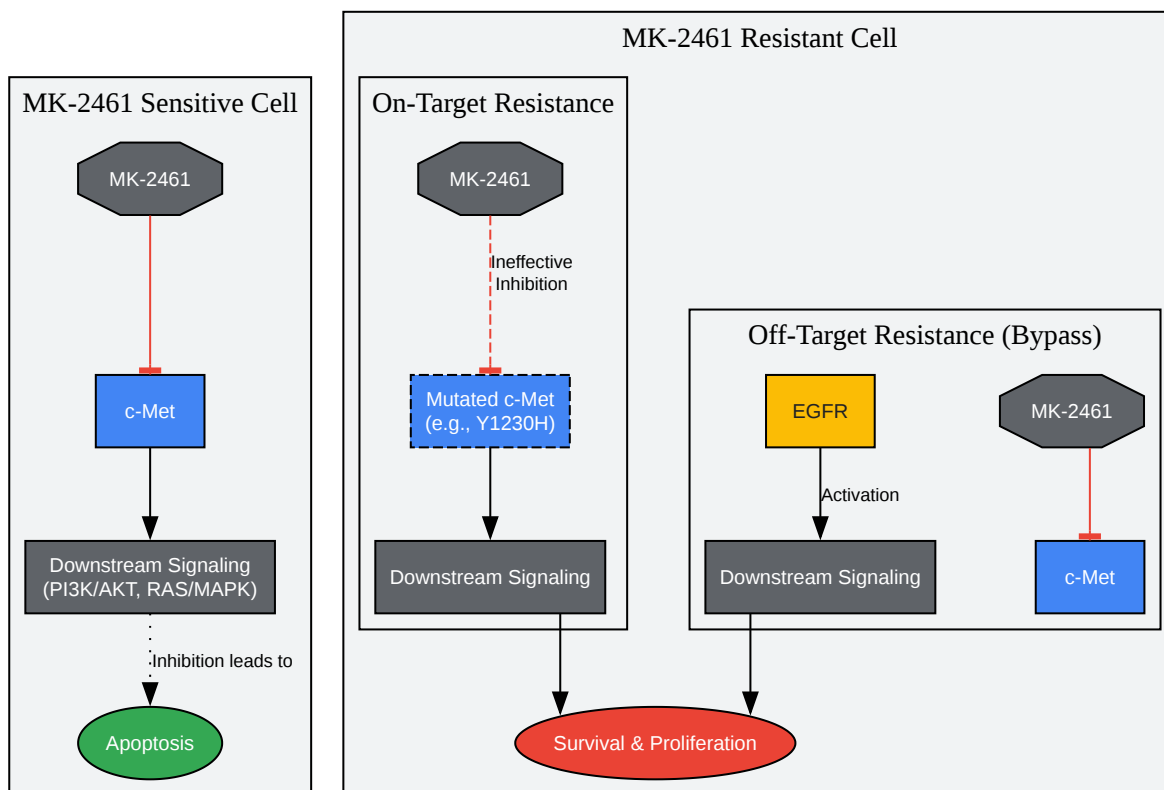 MK-2461 Sensitive Cell
MK-2461
c-Met
Downstream Signaling
(PI3K/AKT, RAS/MAPK)
Inhibition leads to
Apoptosis
MK-2461 Resistant Cell
On-Target Resistance
MK-2461
Ineffective
Inhibition
Mutated c-Met
(e.g., Y1230H)
Downstream Signaling
Off-Target Resistance (Bypass)
EGFR
Activation
Downstream Signaling
MK-2461
c-Met
Survival & Proliferation